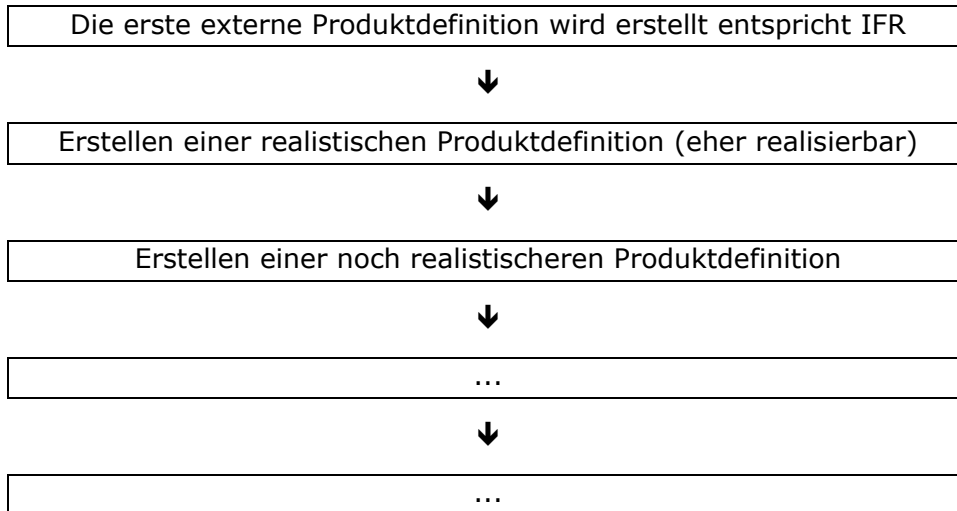 Die erste externe Produktdefinition wird erstellt entspricht IFR
Erstellen einer realistischen Produktdefinition (eher realisierbar)
Erstellen einer noch realistischeren Produktdefinition
...
...